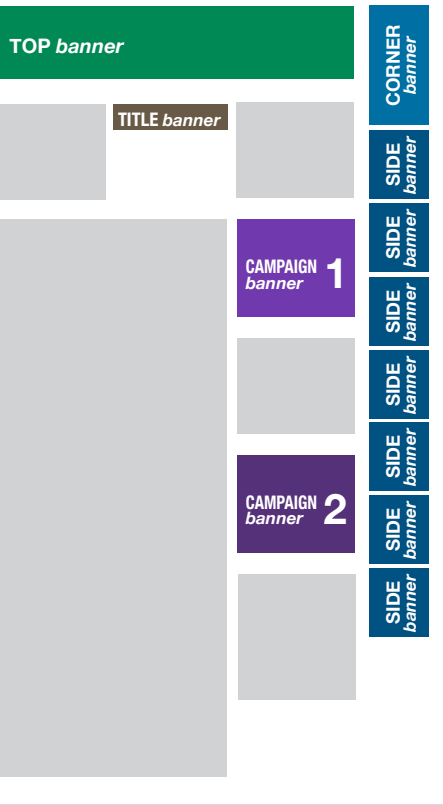 TOP banner
TITLE banner
CAMPAIGN
banner
1
CAMPAIGN
banner
2
CORNER
banner
SIDE
banner
SIDE
banner
SIDE
banner
SIDE
banner
SIDE
banner
SIDE
banner
SIDE
banner